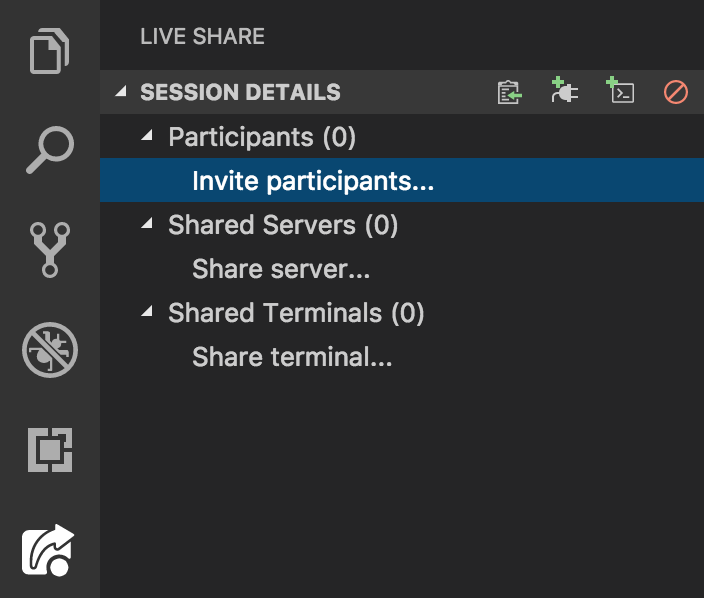 LIVE SHARE
SESSION DETAILS
Participants (0)
Invite participants...
Shared Servers (0)
Share server...
Shared Terminals (0)
Share terminal...